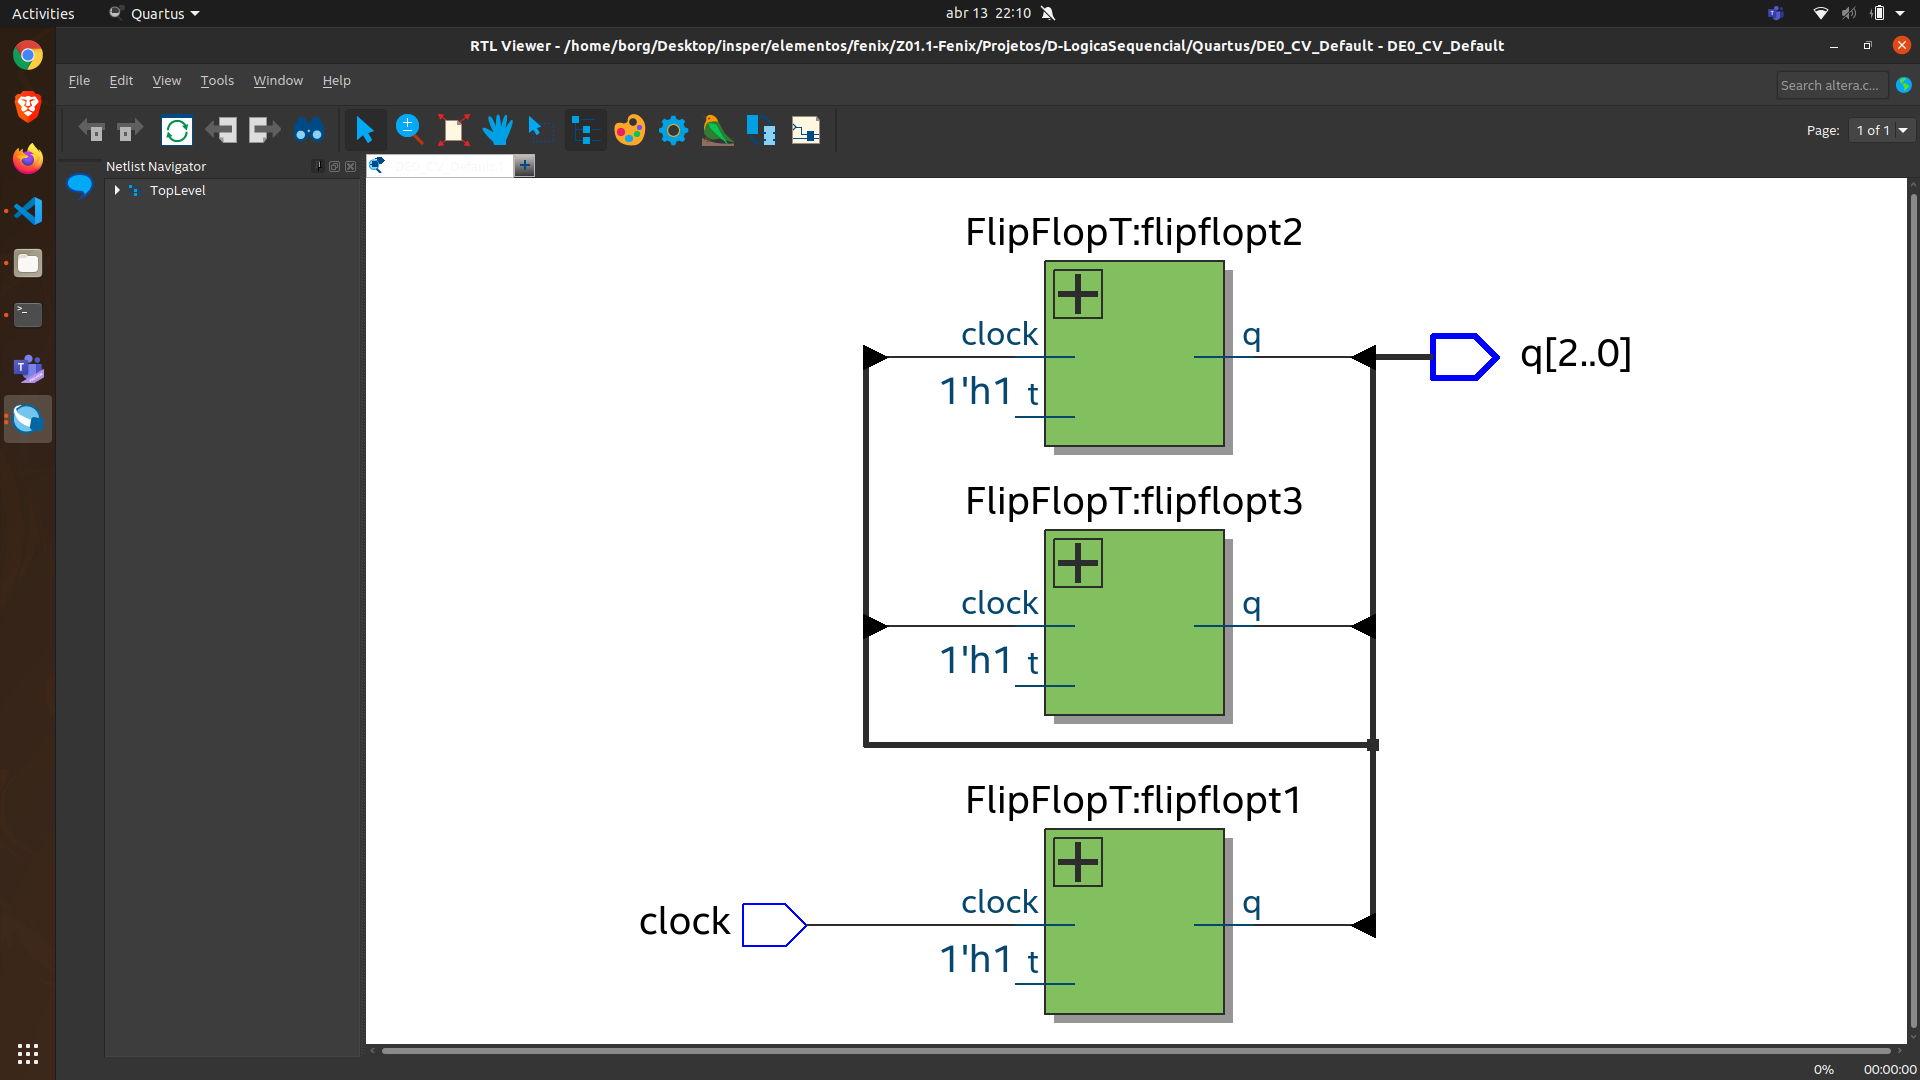 Activities
Quartus
abr 13 22:10
RTL Viewer - /home/borg/Desktop/insper/elementos/fenix/Z01.1-Fenix/Projetos/D-LogicaSequencial/Quartus/DE0_CV_Default - DE0_CV_Default
File Edit View Tools Window Help
Search altera.c...
Page: 1 of 1
Netlist Navigator
TopLevel
FlipFlopT:flipflopt2
clock
q
1'h1 t
q[2..0]
FlipFlopT:flipflopt3
clock
q
1'h1 t
FlipFlopT:flipflopt1
clock
clock
q
1'h1 t
0% 00:00:00